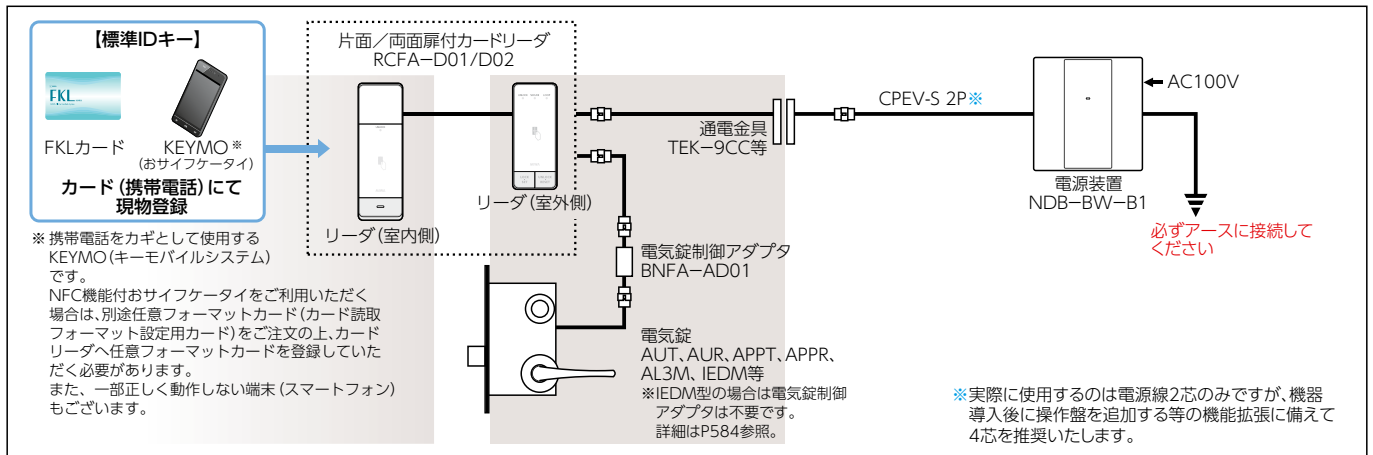 【標準IDキー】
FKL
FKLカード
KEYMO※
(おサイフケータイ)
カード(携帯電話)にて
現物登録
※携帯電話をカギとして使用する
KEYMO(キーモバイルシステム)
です。
NFC機能付おサイフケータイをご利用いただく
場合は、別途任意フォーマットカード(カード読取
フォーマット設定用カード)をご注文の上、カード
リーダへ任意フォーマットカードを登録していた
だく必要があります。
また、一部正しく動作しない端末(スマートフォン)
もございます。
片面/両面扉付カードリーダ
RCFA-D01/D02
リーダ(室内側)
リーダ(室外側)
通電金具
TEK-9CC等
CPEV-S 2P※
AC100V
電源装置
NDB-BW-B1
必ずアースに接続して
ください
電気錠制御アダプタ
BNFA-AD01
電気錠
AUT、AUR、APPT、APPR、
AL3M、IEDM等
※IEDM型の場合は電気錠制御
アダプタは不要です。
詳細はP584参照。
※実際に使用するのは電源線2芯のみですが、機器
導入後に操作盤を追加する等の機能拡張に備えて
4芯を推奨いたします。